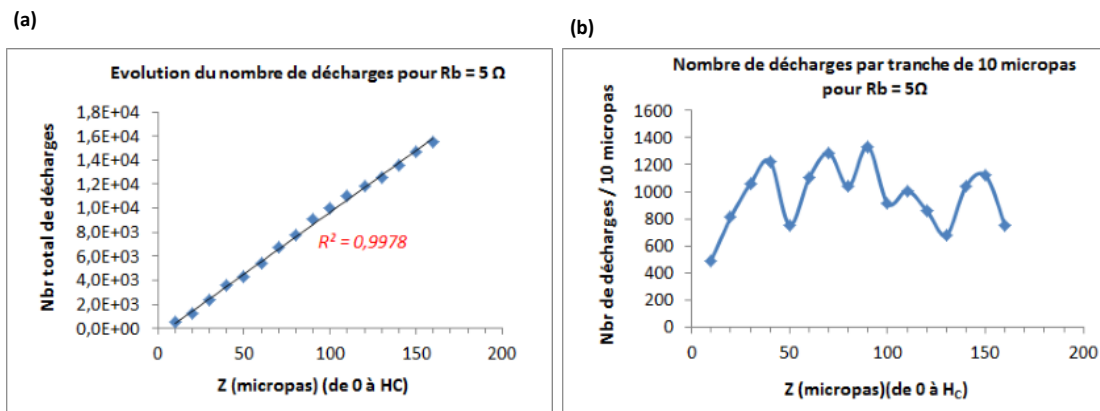 (a)
Evolution du nombre de décharges pour Rb = 5 Ω
Nbr total de décharges
1,8E+04
1,6E+04
1,4E+04
1,2E+04
1,0E+04
8,0E+03
6,0E+03
4,0E+03
2,0E+03
0,0E+00
R² = 0,9978
0 50 100 150 200
Z (micropas) (de 0 à HC)
(b)
Nombre de décharges par tranche de 10 micropas
pour Rb = 5Ω
Nbr de décharges / 10 micropas
1600
1400
1200
1000
800
600
400
200
0
0 50 100 150 200
Z (micropas)(de 0 à H_C)